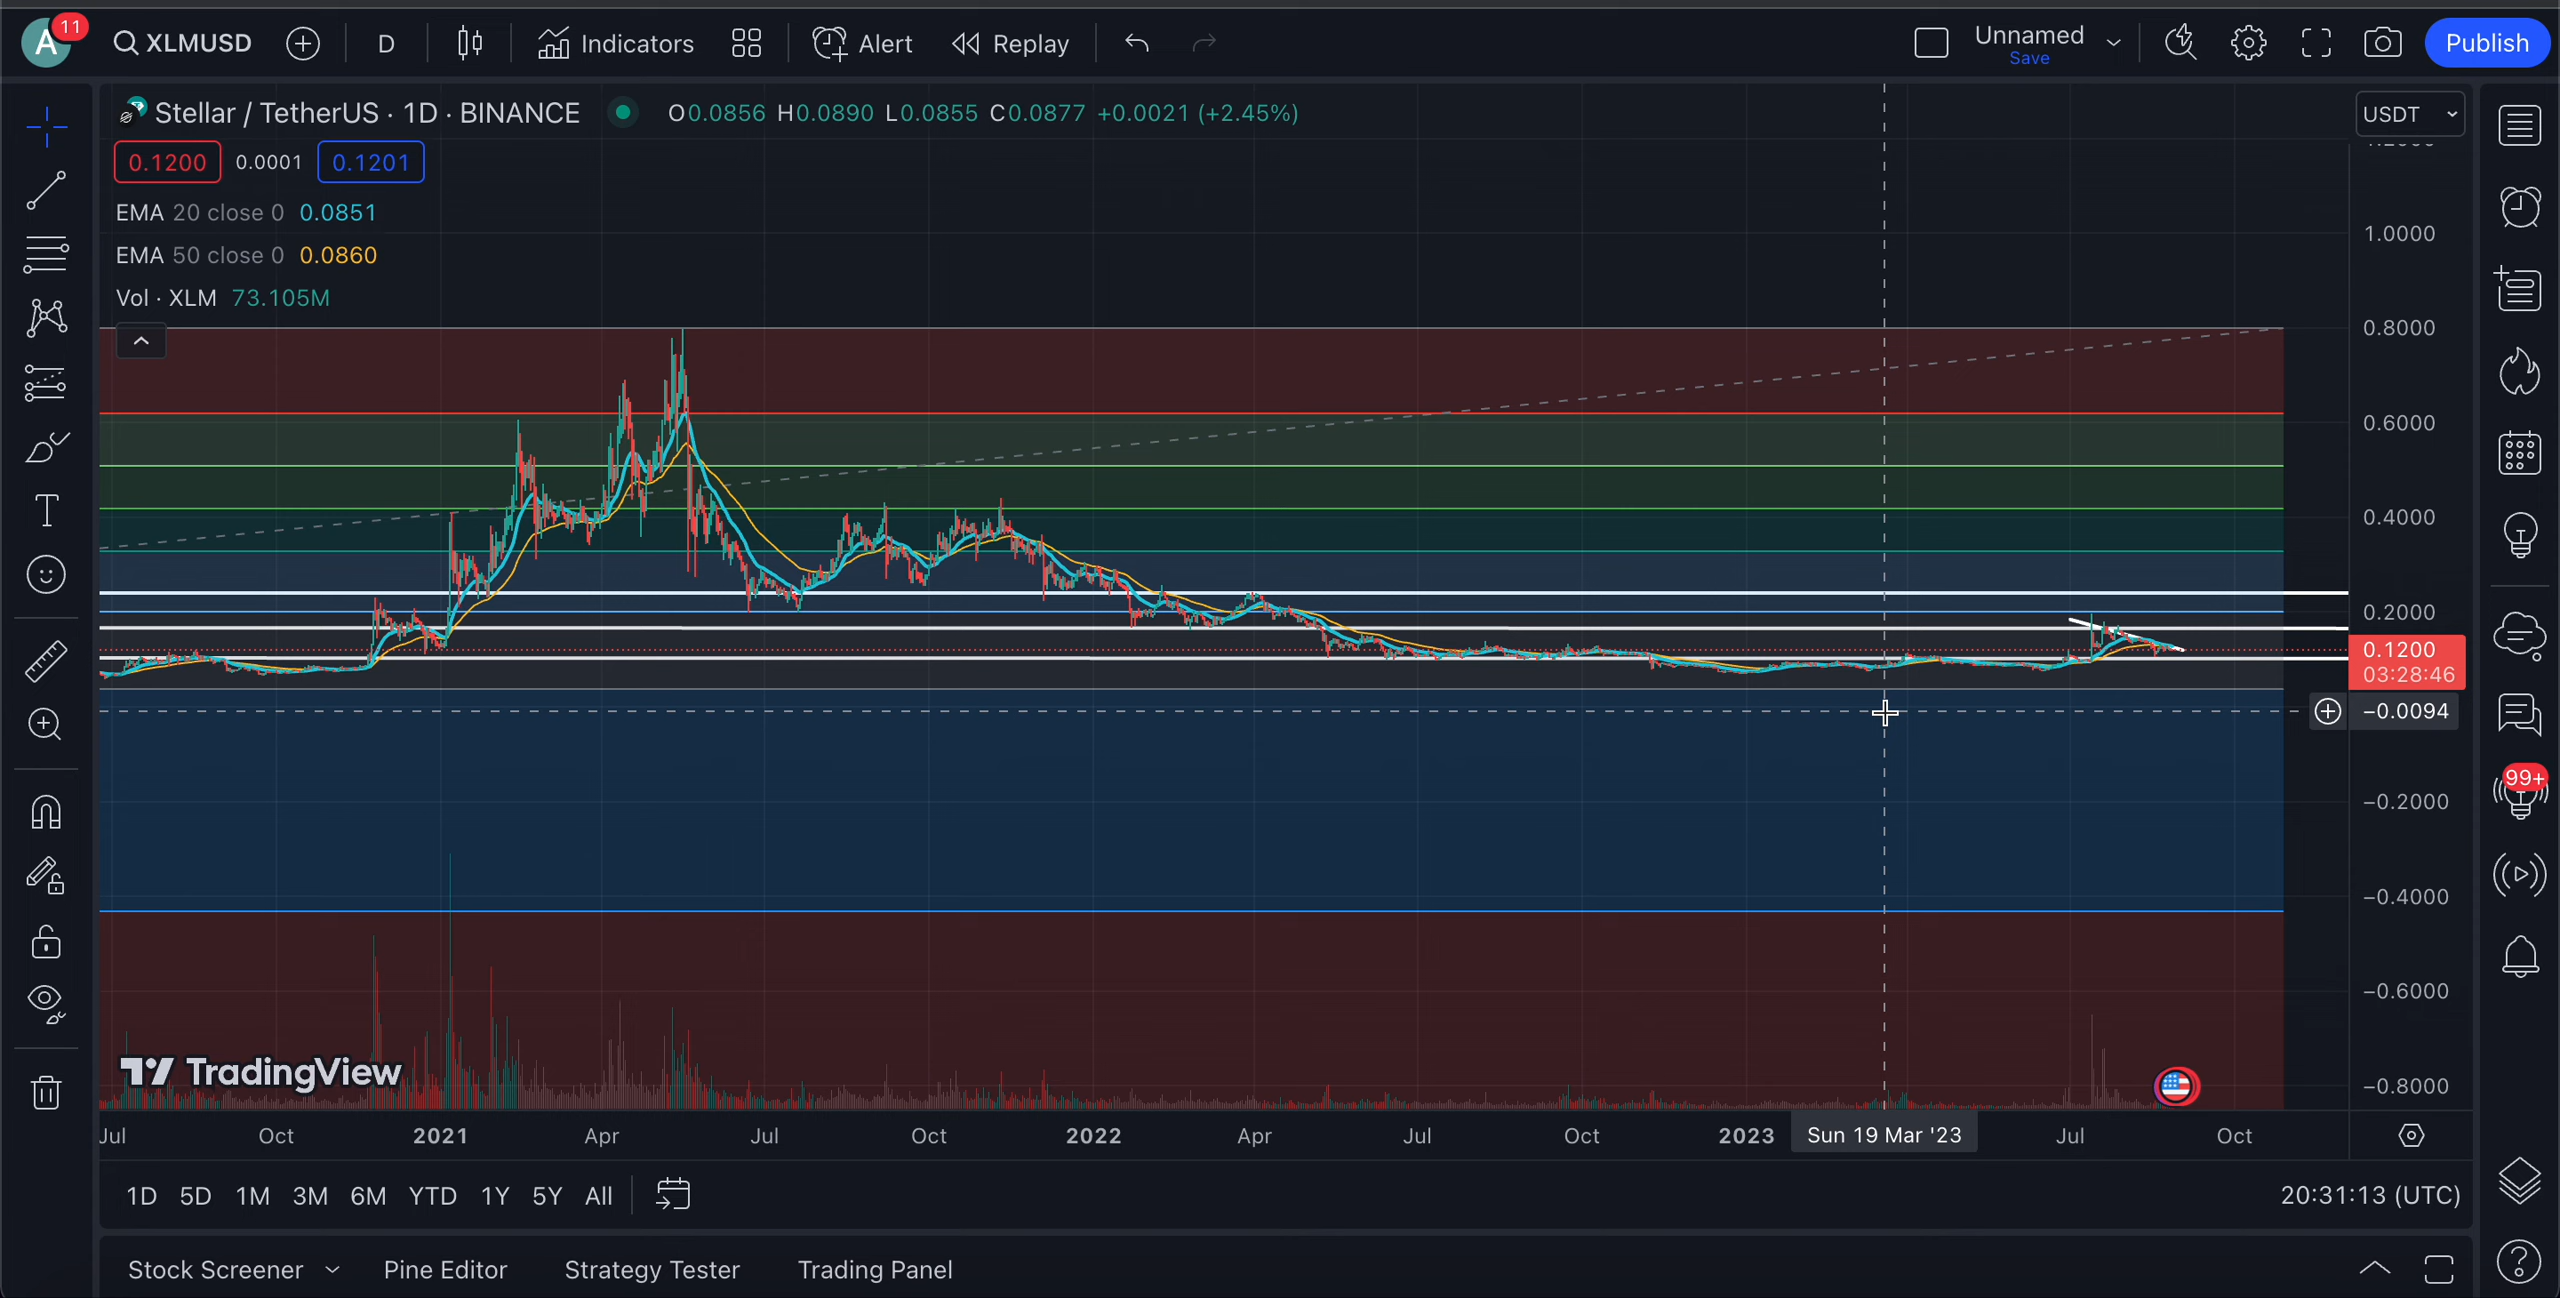 A 11 XLMUSD D Indicators Alert Replay Unnamed Save Publish
Stellar / TetherUS · 1D · BINANCE O0.0856 H0.0890 L0.0855 C0.0877 +0.0021 (+2.45%) USDT
0.1200 0.0001 0.1201
EMA 20 close 0 0.0851
EMA 50 close 0 0.0860
Vol · XLM 73.105M
1.0000
0.8000
0.6000
0.4000
0.2000
0.1200
03:28:46
−0.0094
−0.2000
−0.4000
−0.6000
−0.8000
99+
T
TradingView
Jul Oct 2021 Apr Jul Oct 2022 Apr Jul Oct 2023 Sun 19 Mar '23 Jul Oct
1D 5D 1M 3M 6M YTD 1Y 5Y All 20:31:13 (UTC)
Stock Screener Pine Editor Strategy Tester Trading Panel